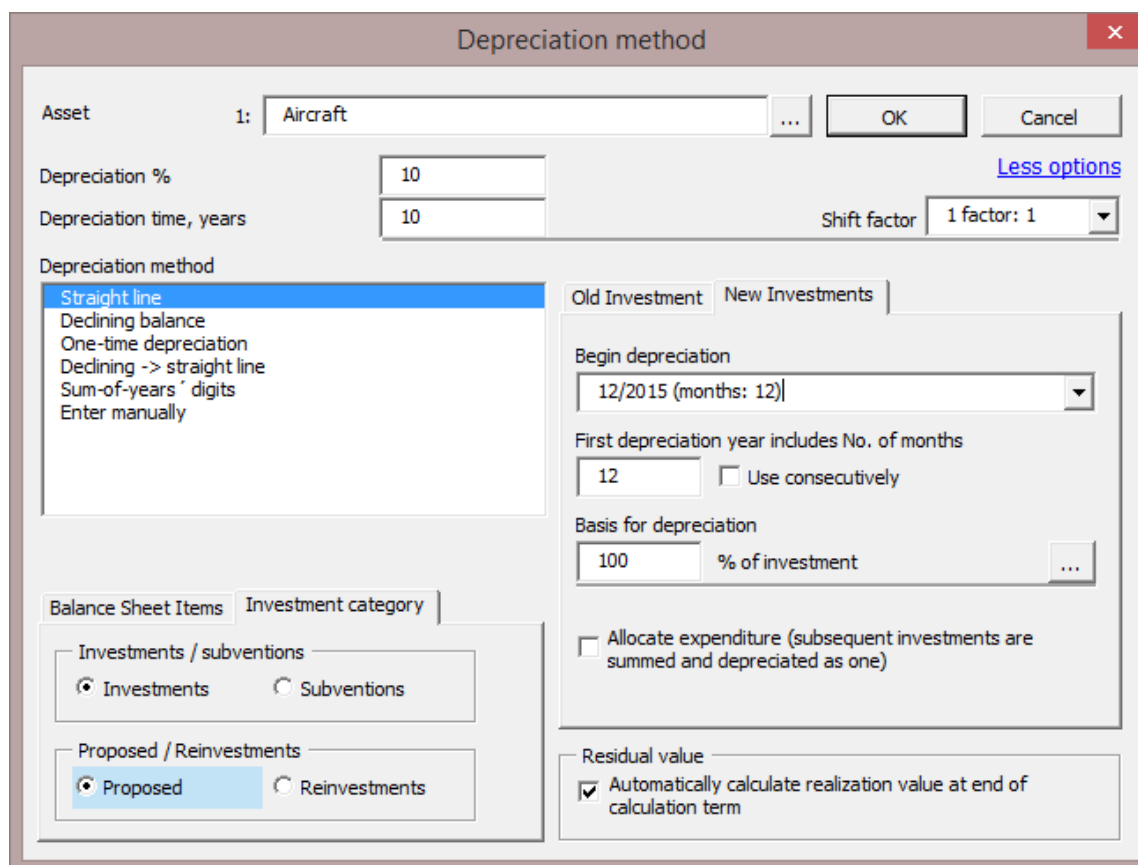 Depreciation method
Asset 1: Aircraft ... OK Cancel
Less options
Depreciation % 10
Depreciation time, years 10
Shift factor 1 factor: 1
Depreciation method
Straight line
Declining balance
One-time depreciation
Declining -> straight line
Sum-of-years´ digits
Enter manually
Old Investment New Investments
Begin depreciation
12/2015 (months: 12)
First depreciation year includes No. of months
12 Use consecutively
Basis for depreciation
100 % of investment ...
Allocate expenditure (subsequent investments are
summed and depreciated as one)
Balance Sheet Items Investment category
Investments / subventions
Investments Subventions
Proposed / Reinvestments
Proposed Reinvestments
Residual value
Automatically calculate realization value at end of
calculation term